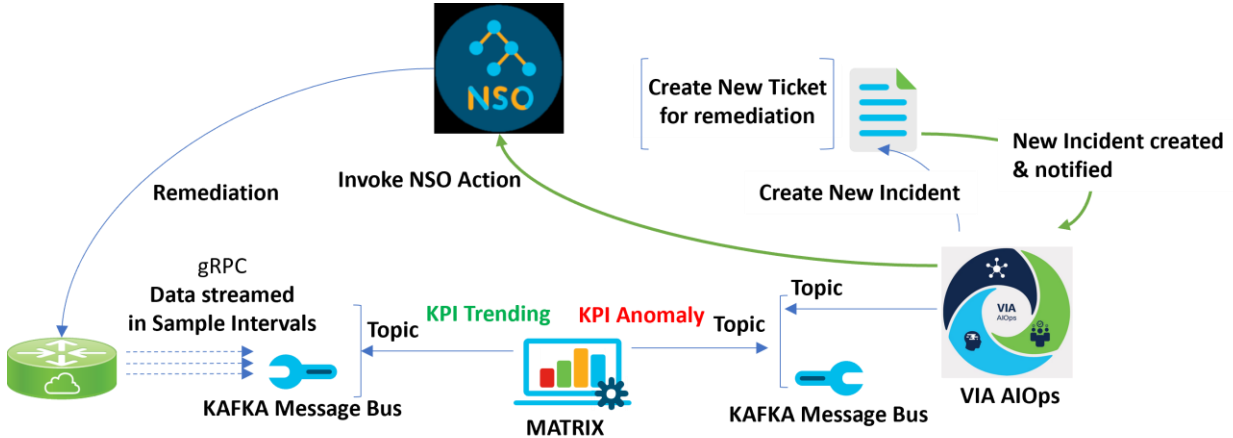 NSO
Create New Ticket
for remediation
New Incident created
& notified
Remediation
Invoke NSO Action
Create New Incident
gRPC
Data streamed
in Sample Intervals
Topic
KPI Trending
KPI Anomaly
Topic
Topic
VIA
AIOps
KAFKA Message Bus
MATRIX
KAFKA Message Bus
VIA AIOps